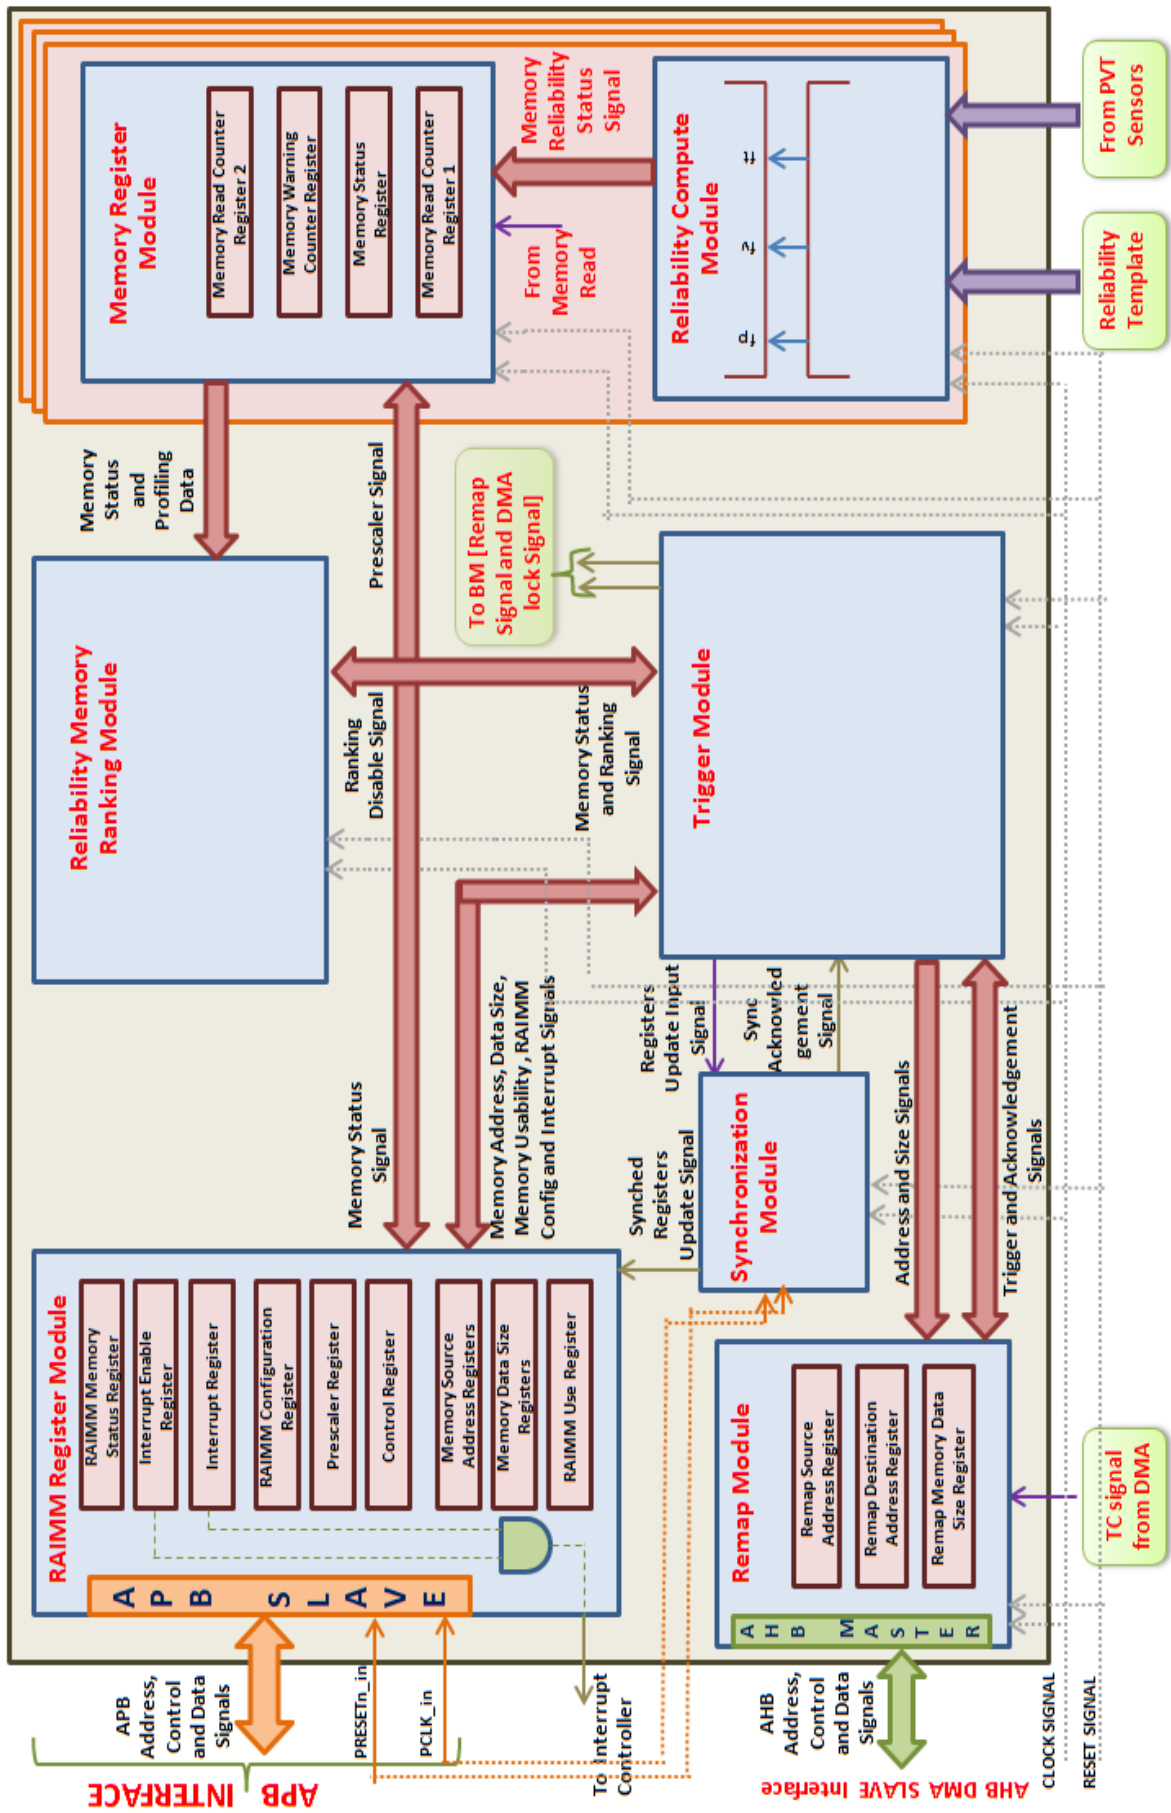 APB INTERFACE
APB
Address,
Control
and Data
Signals
PRESETn_in
PCLK_in
To Interrupt
Controller
AHB
Address,
Control
and Data
Signals
AHB DMA SLAVE Interface
CLOCK SIGNAL
RESET SIGNAL
RAIMM Register Module
APB SLAVE
RAIMM Memory
Status Register
Interrupt Enable
Register
Interrupt Register
RAIMM Configuration
Register
Prescaler Register
Control Register
Memory Source
Address Registers
Memory Data Size
Registers
RAIMM Use Register
Remap Module
AHB MASTER
Remap Source
Address Register
Remap Destination
Address Register
Remap Memory Data
Size Register
TC signal
from DMA
Synchronization
Module
Synched
Registers
Update Signal
Memory Status
Signal
Memory Address, Data Size,
Memory Usability, RAIMM
Config and Interrupt Signals
Registers
Update Input
Signal
Sync
Acknowled
gement
Signal
Address and Size Signals
Trigger and Acknowledgement
Signals
Reliability Memory
Ranking Module
Ranking
Disable Signal
Memory Status
and Ranking
Signal
Trigger Module
To BM [Remap
Signal and DMA
lock Signal]
Memory
Status
and
Profiling
Data
Prescaler Signal
Memory Register
Module
Memory Read Counter
Register 2
Memory Warning
Counter Register
Memory Status
Register
Memory Read Counter
Register 1
From
Memory
Read
Memory
Reliability
Status
Signal
Reliability Compute
Module
fp
fv
ft
Reliability
Template
From PVT
Sensors